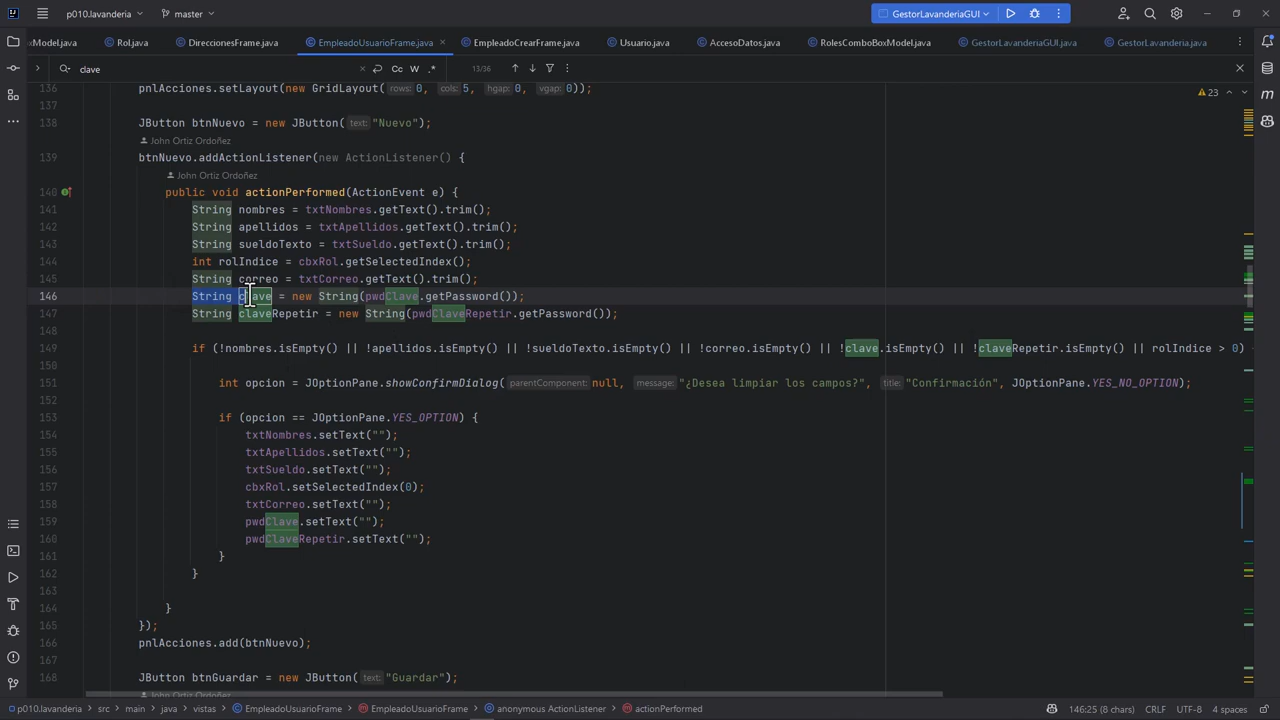 p010.lavanderia
master
GestorLavanderiaGUI
oxModel.java
Rol.java
DireccionesFrame.java
EmpleadoUsuarioFrame.java
EmpleadoCrearFrame.java
Usuario.java
AccesoDatos.java
RolesComboBoxModel.java
GestorLavanderiaGUI.java
GestorLavanderia.java
clave
Cc W .*
13/36
23
136 pnlAcciones.setLayout(new GridLayout( rows: 0, cols: 5, hgap: 0, vgap: 0));
137
138 JButton btnNuevo = new JButton( text: "Nuevo");
John Ortiz Ordoñez
139 btnNuevo.addActionListener(new ActionListener() {
John Ortiz Ordoñez
140 public void actionPerformed(ActionEvent e) {
141 String nombres = txtNombres.getText().trim();
142 String apellidos = txtApellidos.getText().trim();
143 String sueldoTexto = txtSueldo.getText().trim();
144 int rolIndice = cbxRol.getSelectedIndex();
145 String correo = txtCorreo.getText().trim();
146 String clave = new String(pwdClave.getPassword());
147 String claveRepetir = new String(pwdClaveRepetir.getPassword());
148
149 if (!nombres.isEmpty() || !apellidos.isEmpty() || !sueldoTexto.isEmpty() || !correo.isEmpty() || !clave.isEmpty() || !claveRepetir.isEmpty() || rolIndice > 0)
150
151 int opcion = JOptionPane.showConfirmDialog( parentComponent: null, message: "¿Desea limpiar los campos?", title: "Confirmación", JOptionPane.YES_NO_OPTION);
152
153 if (opcion == JOptionPane.YES_OPTION) {
154 txtNombres.setText("");
155 txtApellidos.setText("");
156 txtSueldo.setText("");
157 cbxRol.setSelectedIndex(0);
158 txtCorreo.setText("");
159 pwdClave.setText("");
160 pwdClaveRepetir.setText("");
161 }
162 }
163
164 }
165 });
166 pnlAcciones.add(btnNuevo);
167
168 JButton btnGuardar = new JButton( text: "Guardar");
John Ortiz Ordoñez
p010.lavanderia > src > main > java > vistas > EmpleadoUsuarioFrame > EmpleadoUsuarioFrame > anonymous ActionListener > actionPerformed
146:25 (8 chars) CRLF UTF-8 4 spaces